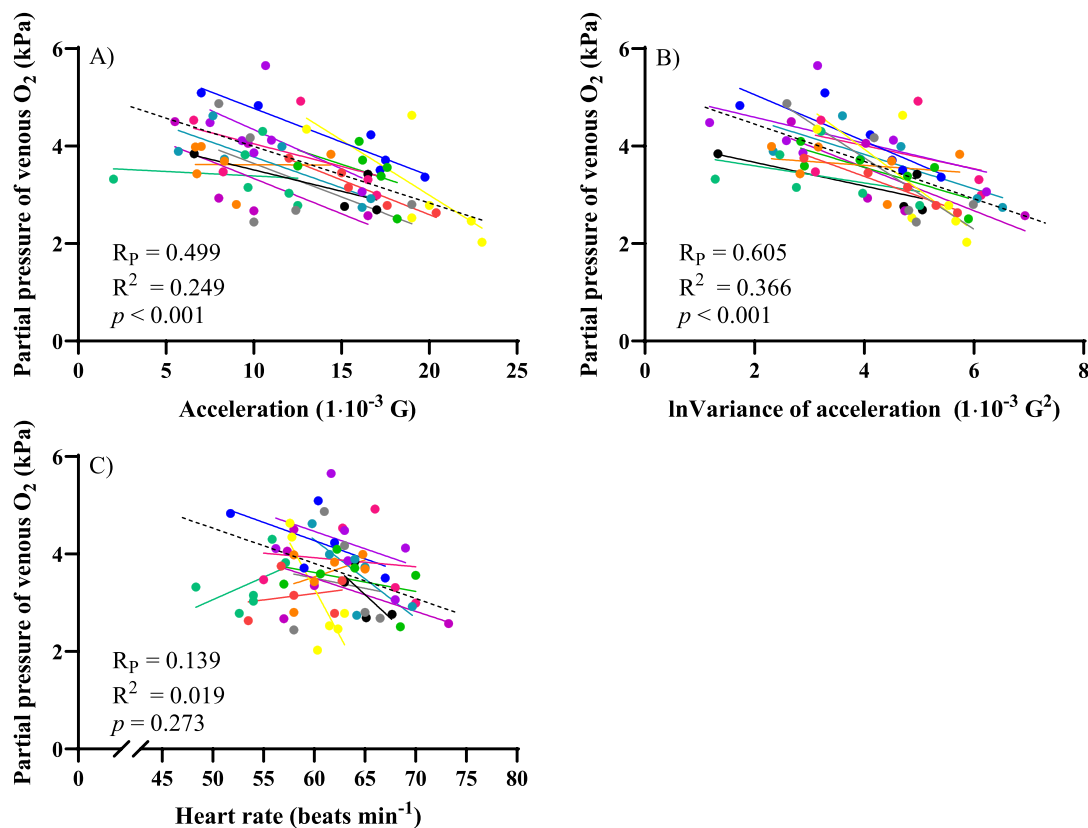 A)
Partial pressure of venous O₂ (kPa)
6
4
2
0
R_P = 0.499
R² = 0.249
p < 0.001
0 5 10 15 20 25
Acceleration (1·10⁻³ G)
B)
Partial pressure of venous O₂ (kPa)
6
4
2
0
R_P = 0.605
R² = 0.366
p < 0.001
0 2 4 6 8
lnVariance of acceleration (1·10⁻³ G²)
C)
Partial pressure of venous O₂ (kPa)
6
4
2
0
R_P = 0.139
R² = 0.019
p = 0.273
0 45 50 55 60 65 70 75 80
Heart rate (beats min⁻¹)